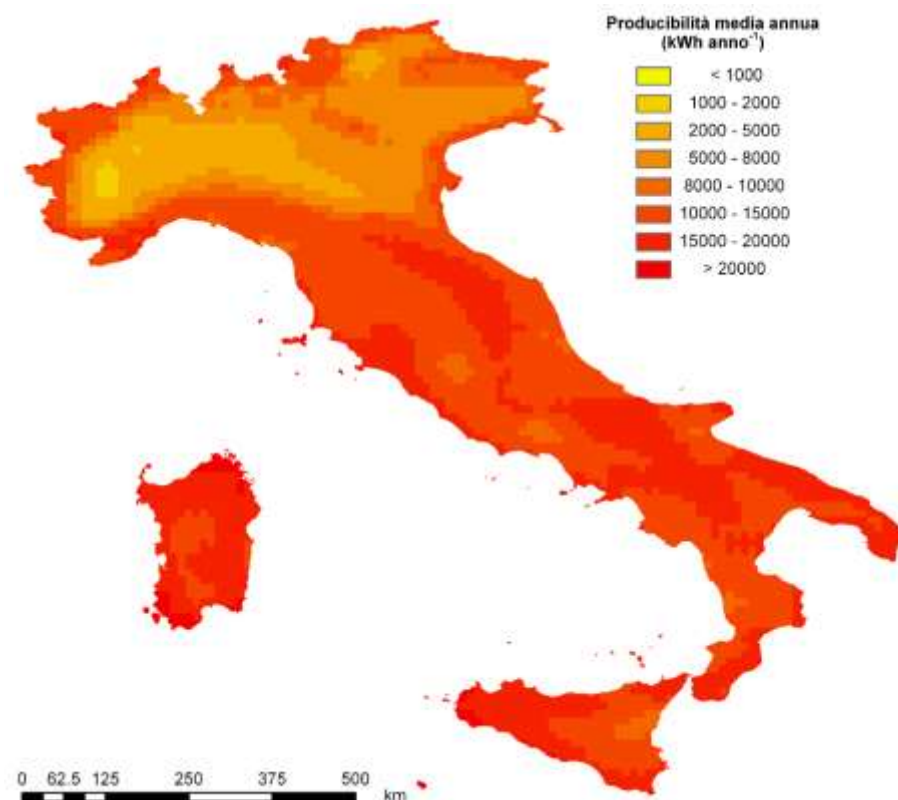 Producibilità media annua
(kWh anno⁻¹)
< 1000
1000 - 2000
2000 - 5000
5000 - 8000
8000 - 10000
10000 - 15000
15000 - 20000
> 20000
0 62.5 125 250 375 500
km